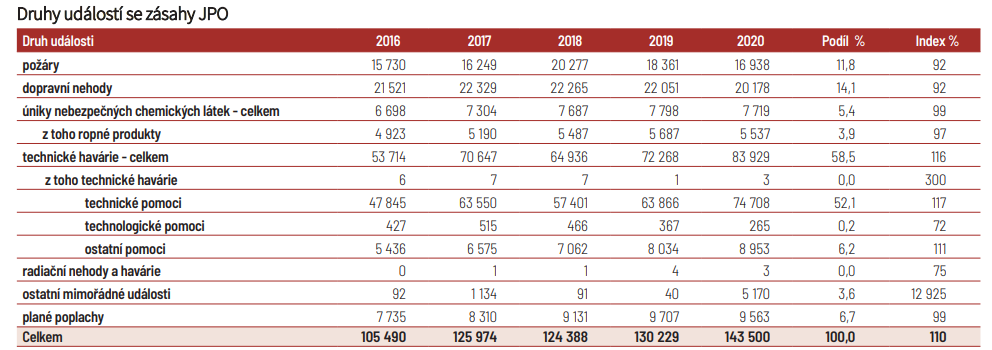 Druhy událostí se zásahy JPO
Druh události 2016 2017 2018 2019 2020 Podíl % Index %
požáry 15 730 16 249 20 277 18 361 16 938 11,8 92
dopravní nehody 21 521 22 329 22 265 22 051 20 178 14,1 92
úniky nebezpečných chemických látek - celkem 6 698 7 304 7 687 7 798 7 719 5,4 99
z toho ropné produkty 4 923 5 190 5 487 5 687 5 537 3,9 97
technické havárie - celkem 53 714 70 647 64 936 72 268 83 929 58,5 116
z toho technické havárie 6 7 7 1 3 0,0 300
technické pomoci 47 845 63 550 57 401 63 866 74 708 52,1 117
technologické pomoci 427 515 466 367 265 0,2 72
ostatní pomoci 5 436 6 575 7 062 8 034 8 953 6,2 111
radiační nehody a havárie 0 1 1 4 3 0,0 75
ostatní mimořádné události 92 1 134 91 40 5 170 3,6 12 925
plané poplachy 7 735 8 310 9 131 9 707 9 563 6,7 99
Celkem 105 490 125 974 124 388 130 229 143 500 100,0 110